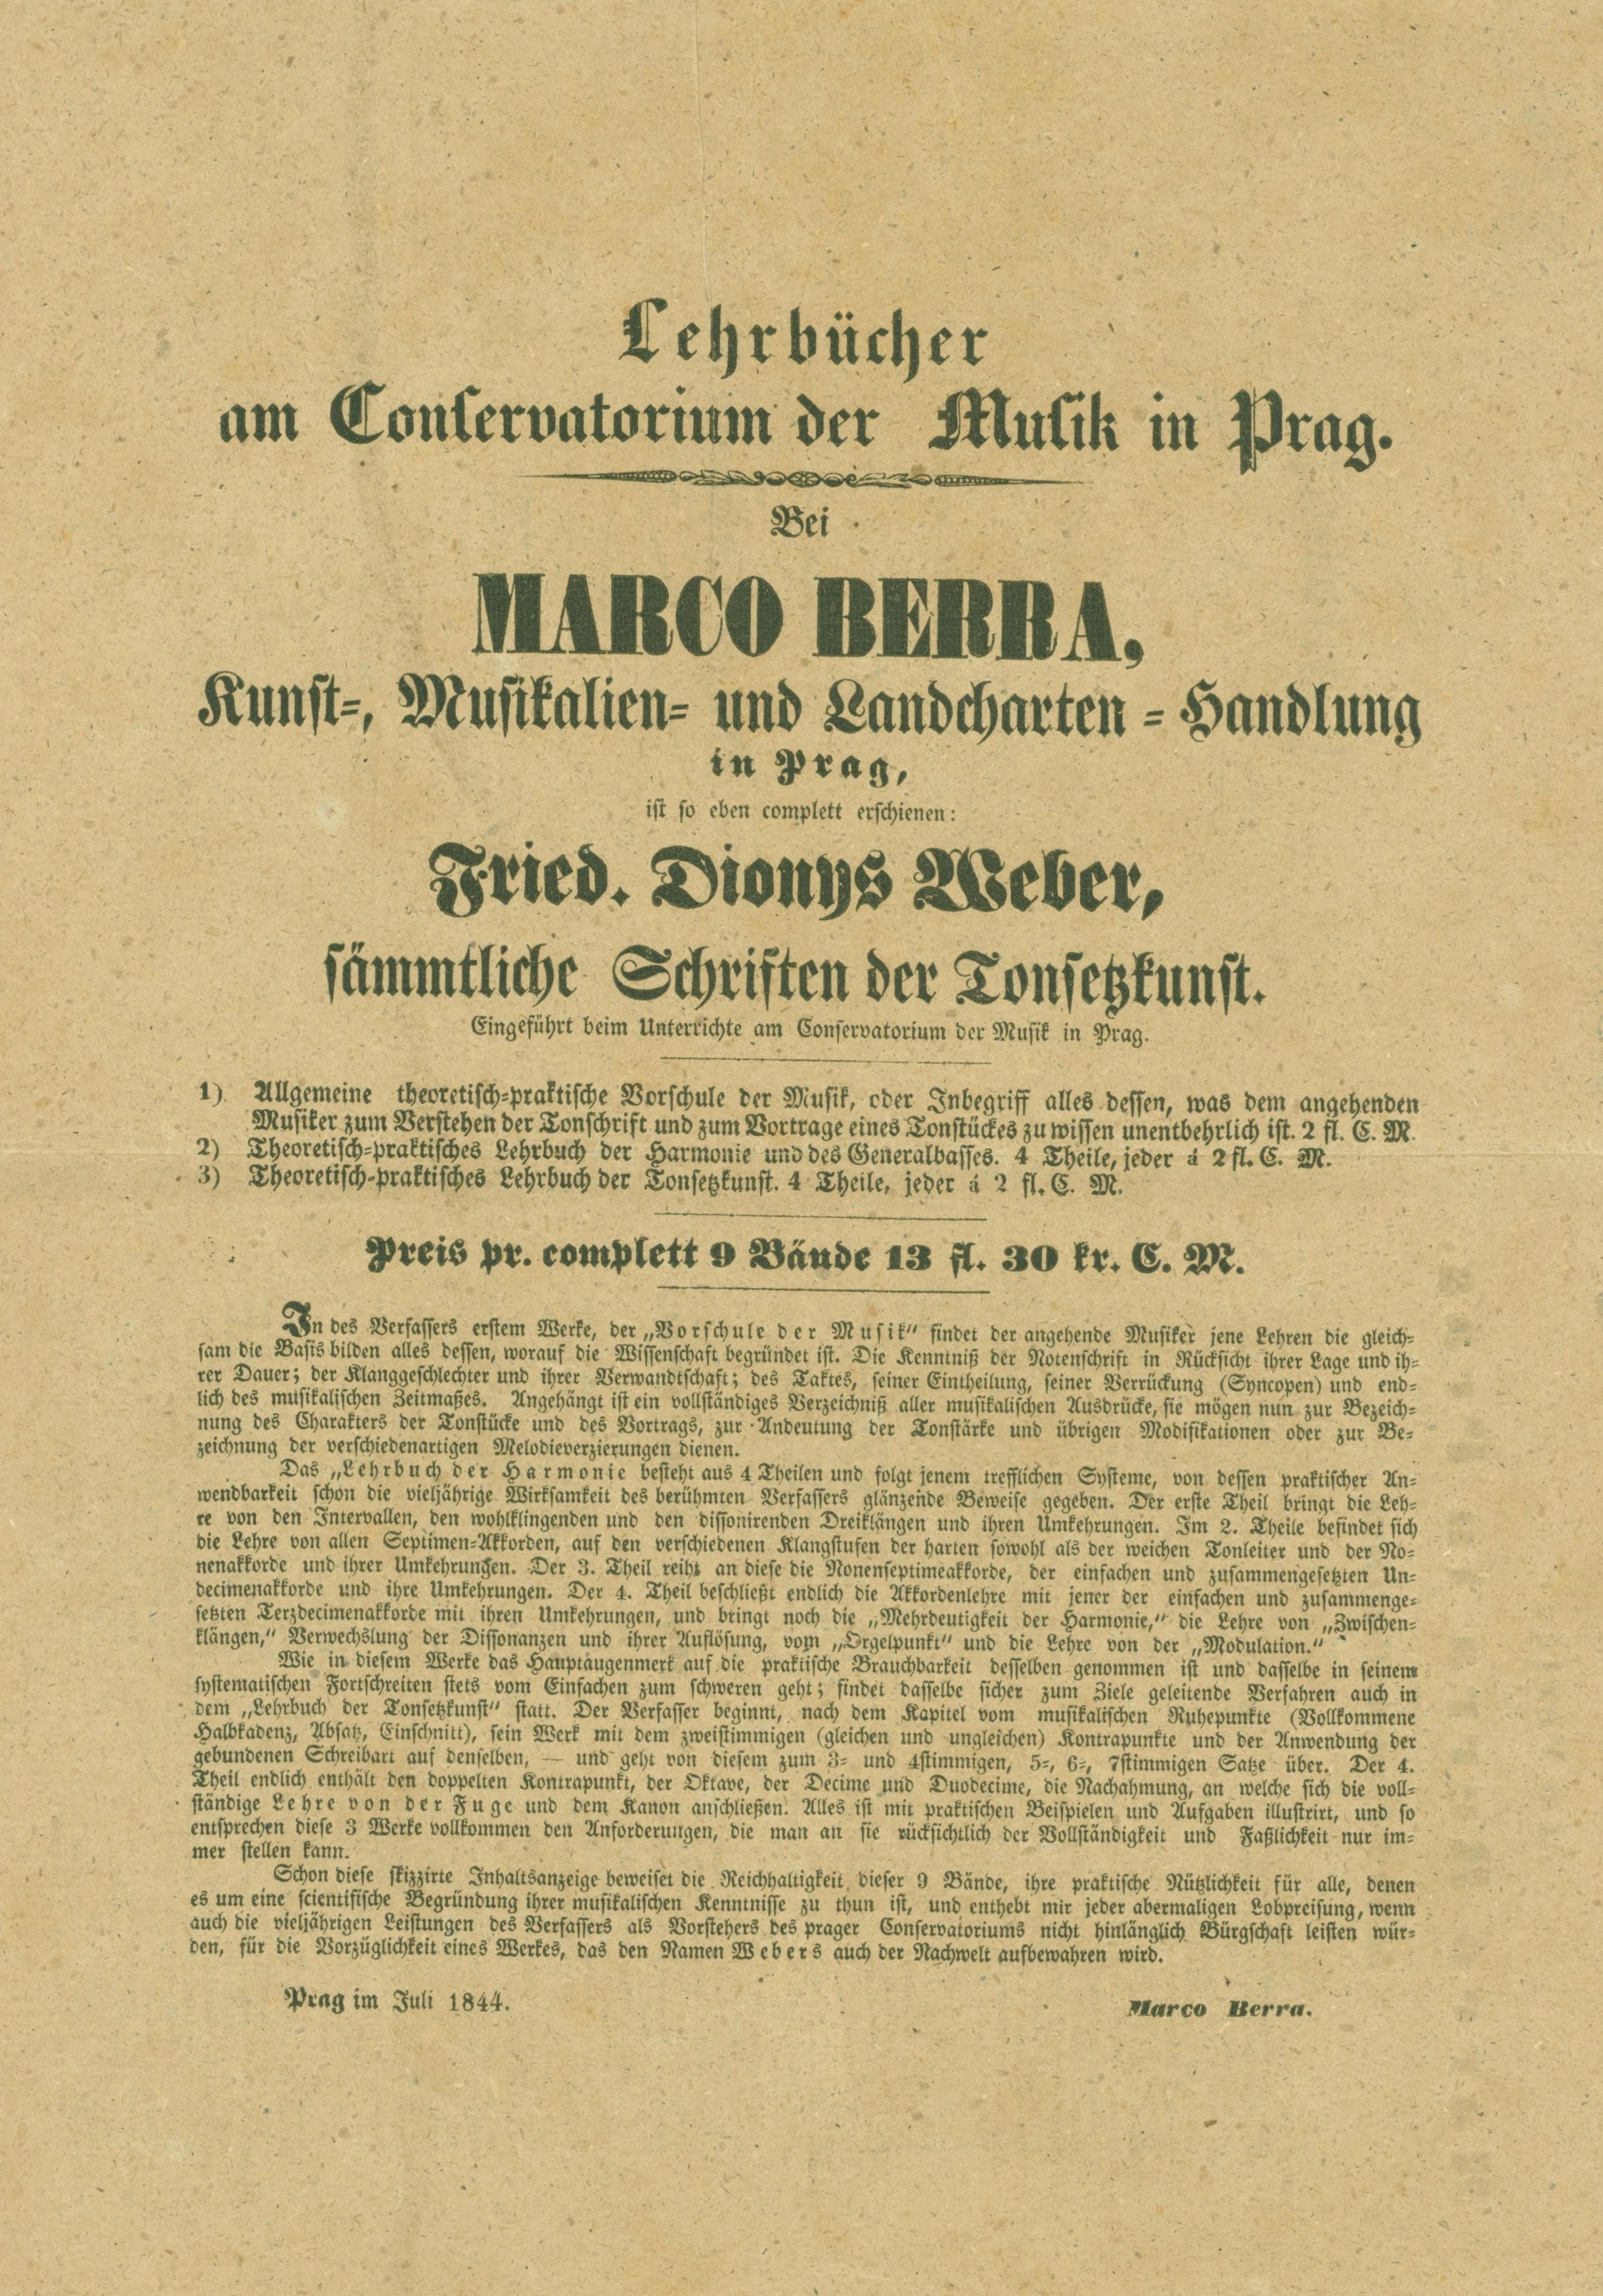 Lehrbücher
am Conservatorium der Musik in Prag.
Bei
MARCO BERRA,
Kunst-, Musikalien- und Landcharten-Handlung
in Prag,
ist so eben complett erschienen:
Fried. Dionys Weber,
sämmtliche Schriften der Tonsetzkunst.
Eingeführt beim Unterrichte am Conservatorium der Musik in Prag.
1) Allgemeine theoretisch-praktische Vorschule der Musik, oder Inbegriff alles dessen, was dem angehenden
Musiker zum Verstehen der Tonschrift und zum Vortrage eines Tonstückes zu wissen unentbehrlich ist. 2 fl. C. M.
2) Theoretisch-praktisches Lehrbuch der Harmonie und des Generalbasses. 4 Theile, jeder á 2 fl. C. M.
3) Theoretisch-praktisches Lehrbuch der Tonsetzkunst. 4 Theile, jeder á 2 fl. C. M.
Preis pr. complett 9 Bände 13 fl. 30 kr. C. M.
In des Verfassers erstem Werke, der „Vorschule der Musik“ findet der angehende Musiker jene Lehren die gleich-
sam die Basis bilden alles dessen, worauf die Wissenschaft begründet ist. Die Kenntniß der Notenschrift in Rücksicht ihrer Lage und ih-
rer Dauer; der Klanggeschlechter und ihrer Verwandtschaft; des Taktes, seiner Eintheilung, seiner Verrückung (Syncopen) und end-
lich des musikalischen Zeitmaßes. Angehängt ist ein vollständiges Verzeichniß aller musikalischen Ausdrücke, sie mögen nun zur Bezeich-
nung des Charakters der Tonstücke und des Vortrags, zur Andeutung der Tonstärke und übrigen Modifikationen oder zur Be-
zeichnung der verschiedenartigen Melodieverzierungen dienen.
Das „Lehrbuch der Harmonie besteht aus 4 Theilen und folgt jenem trefflichen Systeme, von dessen praktischer An-
wendbarkeit schon die vieljährige Wirksamkeit des berühmten Verfassers glänzende Beweise gegeben. Der erste Theil bringt die Leh-
re von den Intervallen, den wohlklingenden und den dissonirenden Dreiklängen und ihren Umkehrungen. Im 2. Theile befindet sich
die Lehre von allen Septimen-Akkorden, auf den verschiedenen Klangstufen der harten sowohl als der weichen Tonleiter und der No-
nenakkorde und ihrer Umkehrungen. Der 3. Theil reiht an diese die Nonenseptimeakkorde, der einfachen und zusammengesetzten Un-
decimenakkorde und ihre Umkehrungen. Der 4. Theil beschließt endlich die Akkordenlehre mit jener der einfachen und zusammenge-
setzten Terzdecimenakkorde mit ihren Umkehrungen, und bringt noch die „Mehrdeutigkeit der Harmonie,“ die Lehre von „Zwischen-
klängen,“ Verwechslung der Dissonanzen und ihrer Auflösung, vom „Orgelpunkt“ und die Lehre von der „Modulation.“
Wie in diesem Werke das Hauptaugenmerk auf die praktische Brauchbarkeit desselben genommen ist und dasselbe in seinem
systematischen Fortschreiten stets vom Einfachen zum schweren geht; findet dasselbe sicher zum Ziele geleitende Verfahren auch in
dem „Lehrbuch der Tonsetzkunst“ statt. Der Verfasser beginnt, nach dem Kapitel vom musikalischen Ruhepunkte (Vollkommene
Halbkadenz, Absatz, Einschnitt), sein Werk mit dem zweistimmigen (gleichen und ungleichen) Kontrapunkte und der Anwendung der
gebundenen Schreibart auf denselben, — und geht von diesem zum 3- und 4stimmigen, 5-, 6-, 7stimmigen Satze über. Der 4.
Theil endlich enthält den doppelten Kontrapunkt, der Oktave, der Decime und Duodecime, die Nachahmung, an welche sich die voll-
ständige Lehre von der Fuge und dem Kanon anschließen. Alles ist mit praktischen Beispielen und Aufgaben illustrirt, und so
entsprechen diese 3 Werke vollkommen den Anforderungen, die man an sie rücksichtlich der Vollständigkeit und Faßlichkeit nur im-
mer stellen kann.
Schon diese skizzirte Inhaltsanzeige beweiset die Reichhaltigkeit dieser 9 Bände, ihre praktische Nützlichkeit für alle, denen
es um eine scientifische Begründung ihrer musikalischen Kenntnisse zu thun ist, und enthebt mir jeder abermaligen Lobpreisung, wenn
auch die vieljährigen Leistungen des Verfassers als Vorstehers des prager Conservatoriums nicht hinlänglich Bürgschaft leisten wür-
den, für die Vorzüglichkeit eines Werkes, das den Namen Webers auch der Nachwelt aufbewahren wird.
Prag im Juli 1844.
Marco Berra.